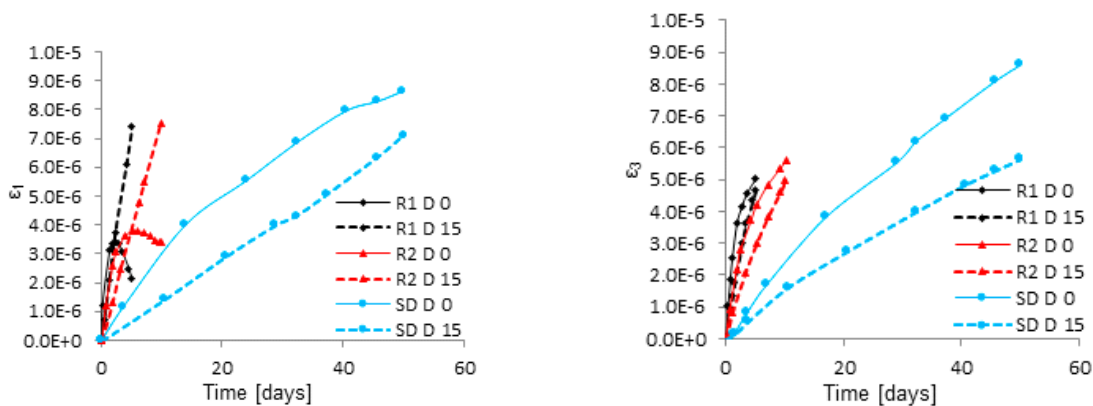 1.0E-5
9.0E-6
8.0E-6
7.0E-6
6.0E-6
5.0E-6
4.0E-6
3.0E-6
2.0E-6
1.0E-6
0.0E+0
ε1
0
20
40
60
Time [days]
R1 D 0
R1 D 15
R2 D 0
R2 D 15
SD D 0
SD D 15
1.0E-5
9.0E-6
8.0E-6
7.0E-6
6.0E-6
5.0E-6
4.0E-6
3.0E-6
2.0E-6
1.0E-6
0.0E+0
ε3
0
20
40
60
Time [days]
R1 D 0
R1 D 15
R2 D 0
R2 D 15
SD D 0
SD D 15